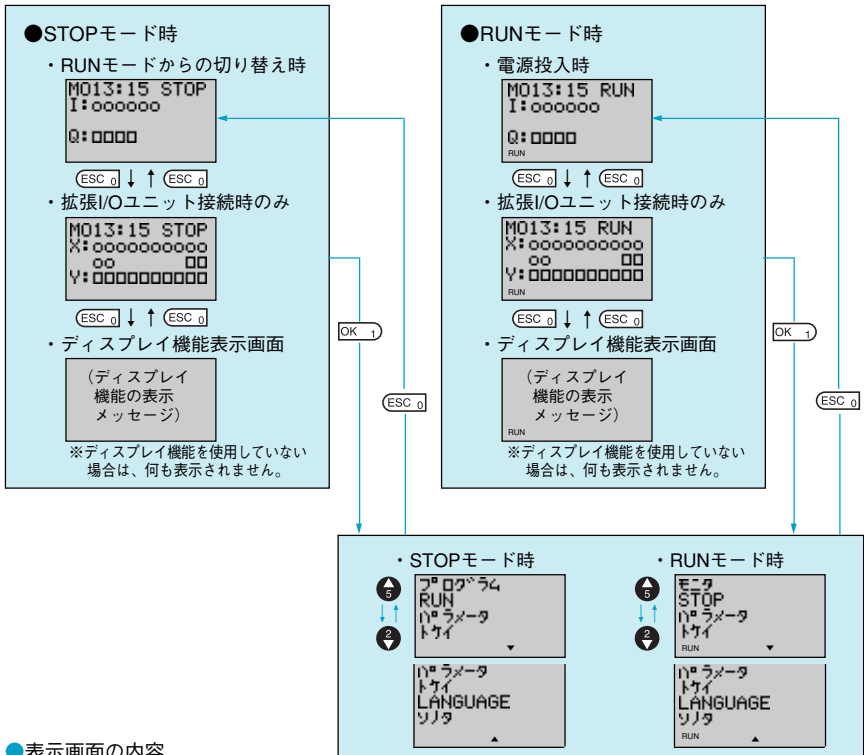 ●STOPモード時
・RUNモードからの切り替え時
MO13:15 STOP
I:oooooo
Q:□□□□
ESC 0 ↓ ↑ ESC 0
・拡張I/Oユニット接続時のみ
MO13:15 STOP
X:oooooooooo
oo □□
Y:□□□□□□□□□□
ESC 0 ↓ ↑ ESC 0
・ディスプレイ機能表示画面
（ディスプレイ
機能の表示
メッセージ）
※ディスプレイ機能を使用していない
場合は、何も表示されません。
OK 1
ESC 0
●RUNモード時
・電源投入時
MO13:15 RUN
I:oooooo
Q:□□□□
RUN
ESC 0 ↓ ↑ ESC 0
・拡張I/Oユニット接続時のみ
MO13:15 RUN
X:oooooooooo
oo □□
Y:□□□□□□□□□□
RUN
ESC 0 ↓ ↑ ESC 0
・ディスプレイ機能表示画面
（ディスプレイ
機能の表示
メッセージ）
RUN
※ディスプレイ機能を使用していない
場合は、何も表示されません。
OK 1
ESC 0
・STOPモード時
5
↓↑
2
プログラム
RUN
パラメータ
トケイ
▼
パラメータ
トケイ
LANGUAGE
ソノタ
▲
・RUNモード時
5
↓↑
2
モニタ
STOP
パラメータ
トケイ
RUN ▼
パラメータ
トケイ
LANGUAGE
ソノタ
RUN ▲
●表示画面の内容